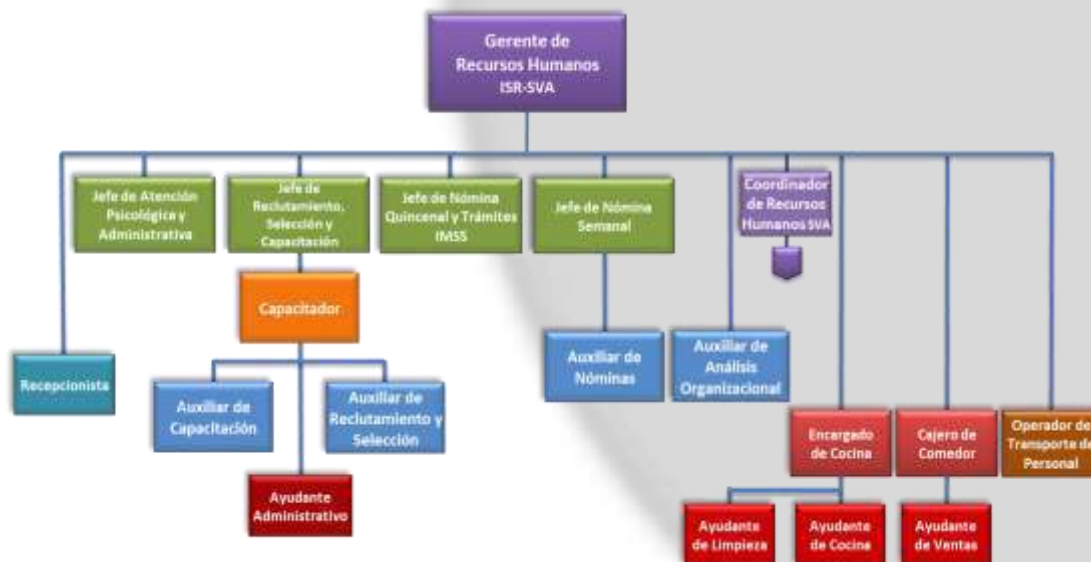 Gerente de
Recursos Humanos
ISR-SVA
Jefe de Atención
Psicológica y
Administrativa
Jefe de
Reclutamiento,
Selección y
Capacitación
Jefe de Nómina
Quincenal y Trámites
IMSS
Jefe de Nómina
Semanal
Coordinador
de Recursos
Humanos SVA
Capacitador
Recepcionista
Auxiliar de
Capacitación
Auxiliar de
Reclutamiento y
Selección
Auxiliar de
Nóminas
Auxiliar de
Análisis
Organizacional
Encargado
de Cocina
Cajero de
Comedor
Operador de
Transporte de
Personal
Ayudante
Administrativo
Ayudante
de Limpieza
Ayudante
de Cocina
Ayudante
de Ventas